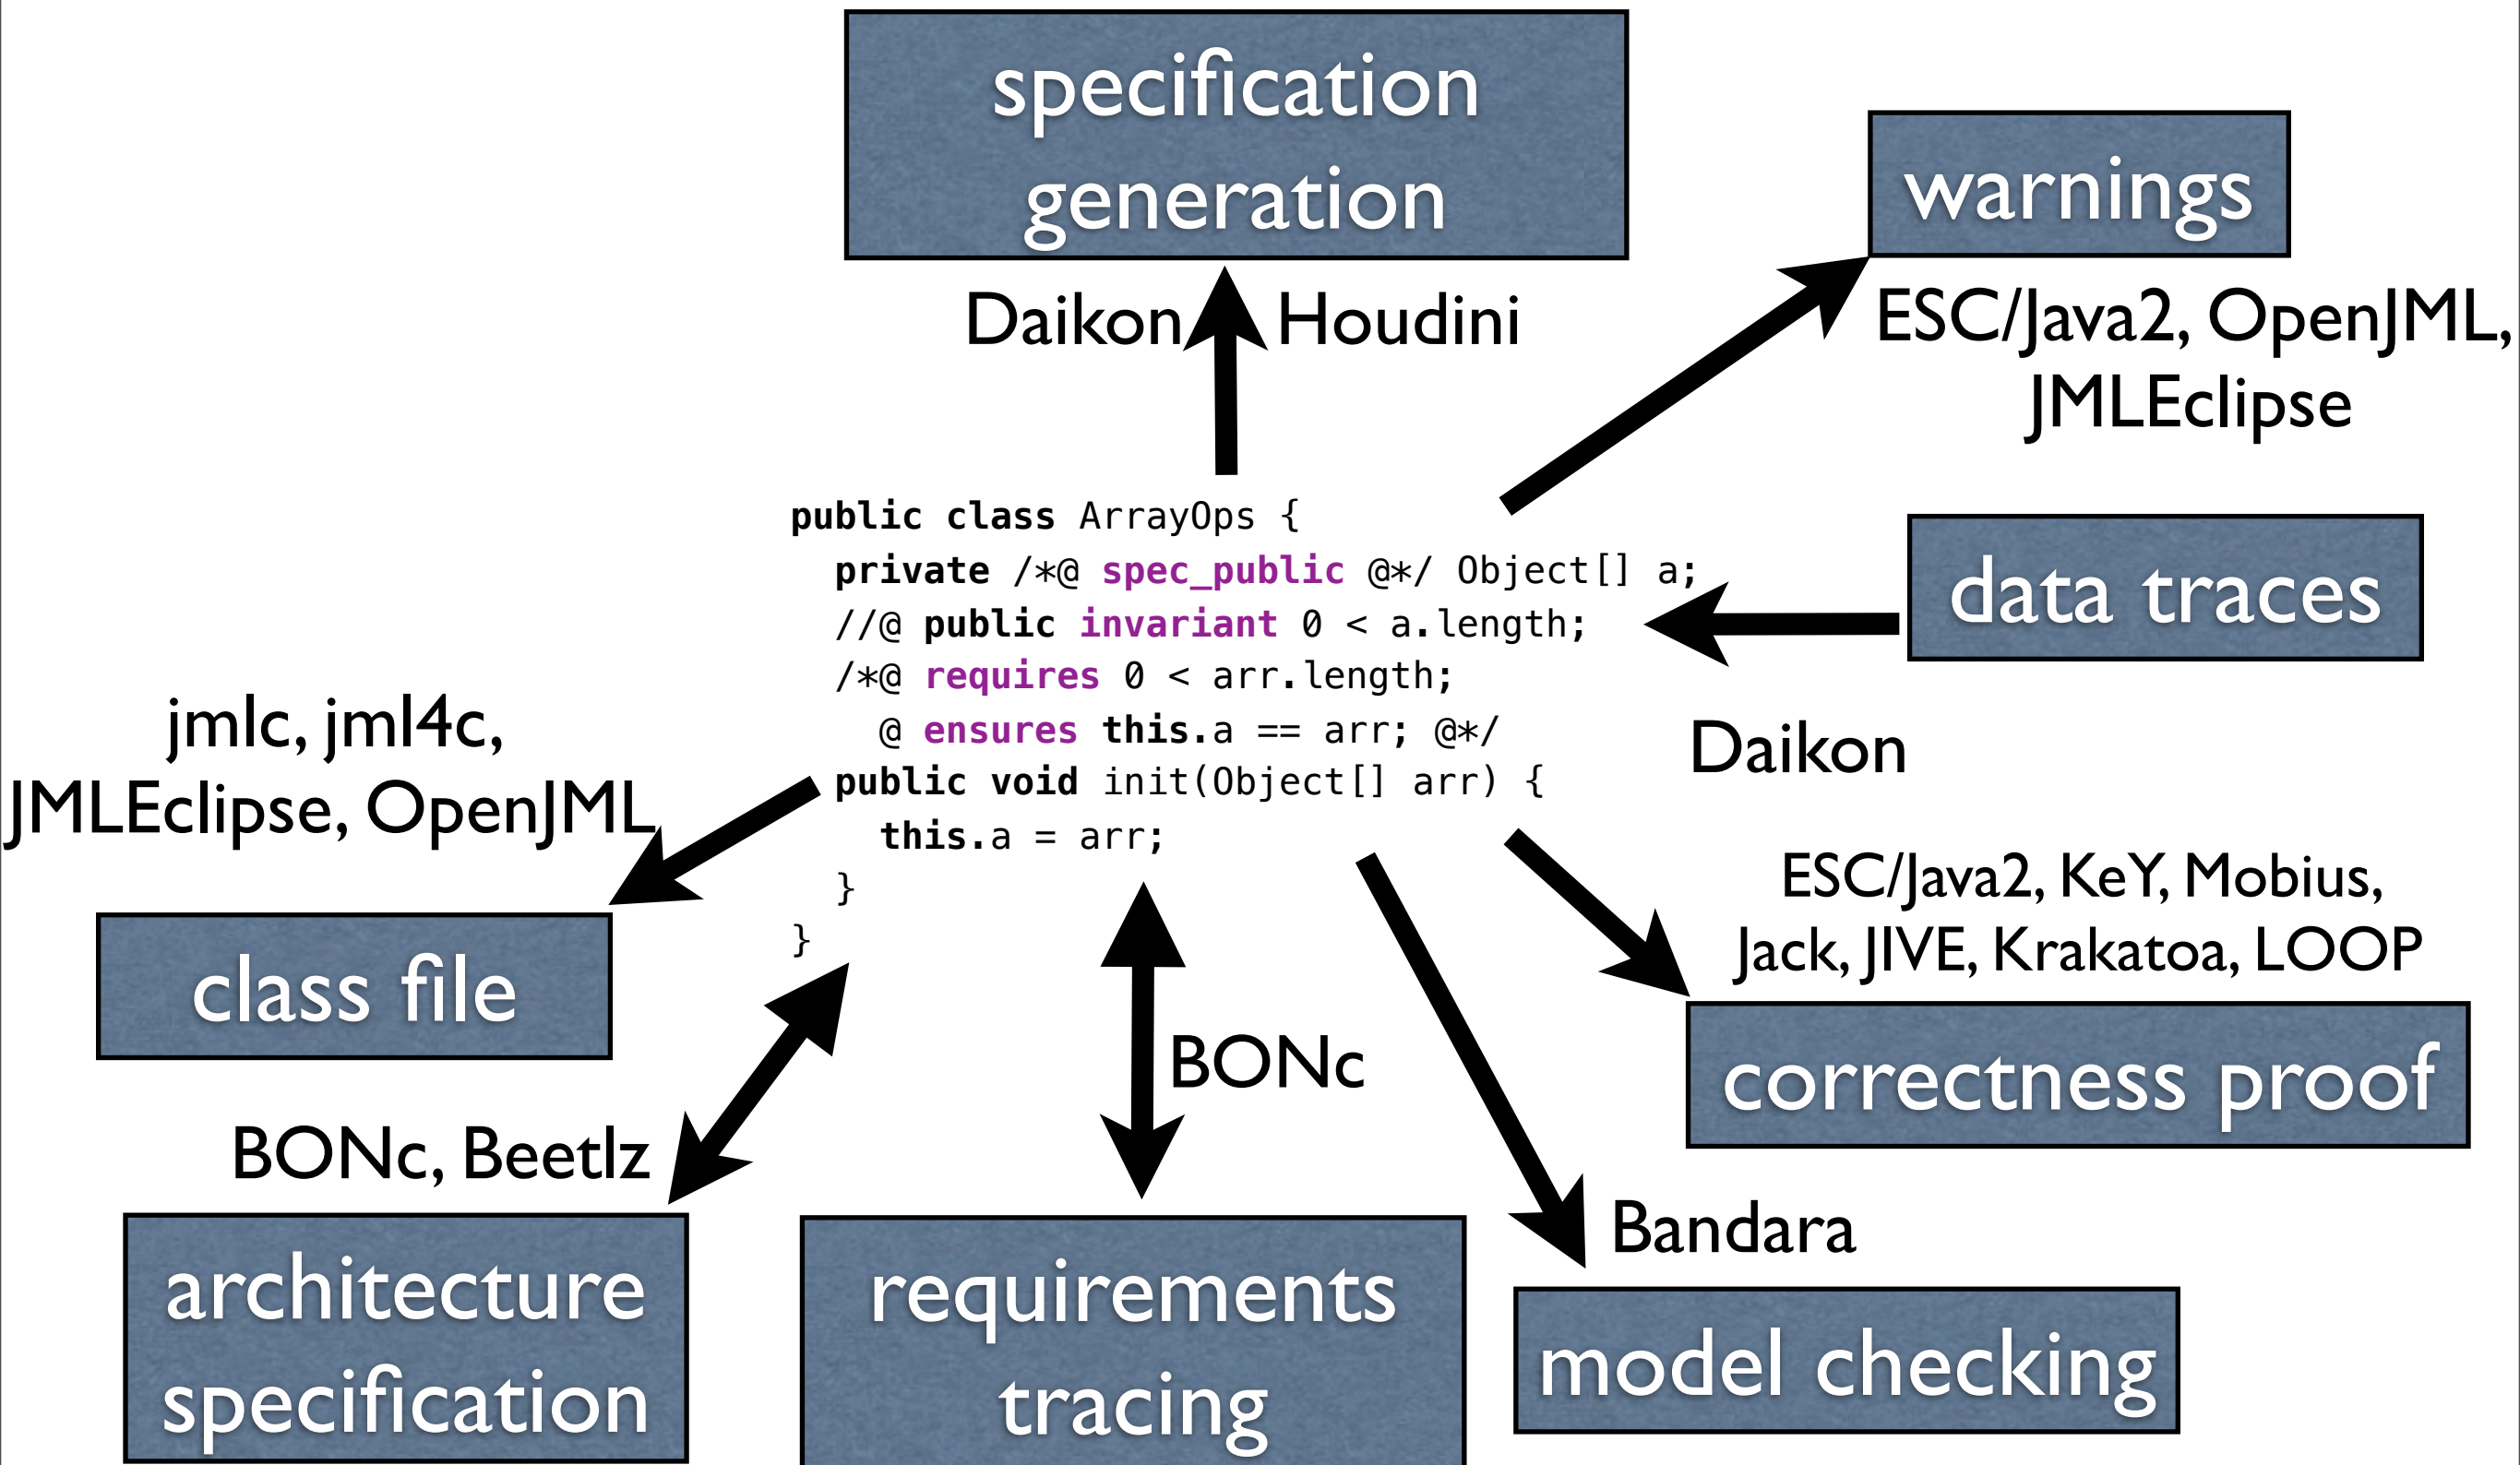 specification
generation
warnings
Daikon Houdini
ESC/Java2, OpenJML,
JMLEclipse
public class ArrayOps {
private /*@ spec_public @*/ Object[] a;
//@ public invariant 0 < a.length;
/*@ requires 0 < arr.length;
@ ensures this.a == arr; @*/
public void init(Object[] arr) {
this.a = arr;
}
}
data traces
Daikon
jmlc, jml4c,
JMLEclipse, OpenJML
class file
ESC/Java2, KeY, Mobius,
Jack, JIVE, Krakatoa, LOOP
correctness proof
BONc
BONc, Beetlz
architecture
specification
requirements
tracing
Bandara
model checking